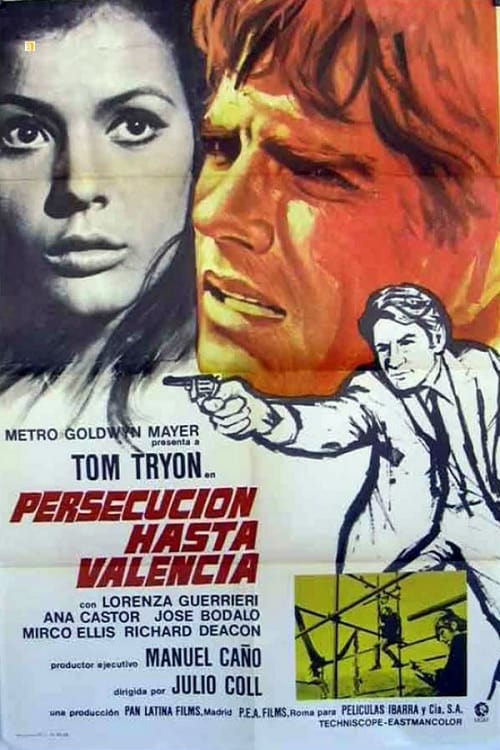 METRO GOLDWYN MAYER
presenta a
TOM TRYON en
PERSECUCION
HASTA
VALENCIA
con LORENZA GUERRIERI
ANA CASTOR JOSE BODALO
MIRCO ELLIS RICHARD DEACON
productor ejecutivo MANUEL CAÑO
dirigida por JULIO COLL
una producción PAN LATINA FILMS, Madrid P.E.A. FILMS, Roma para PELICULAS IBARRA y Cía. S.A.
TECHNISCOPE-EASTMANCOLOR
MGM